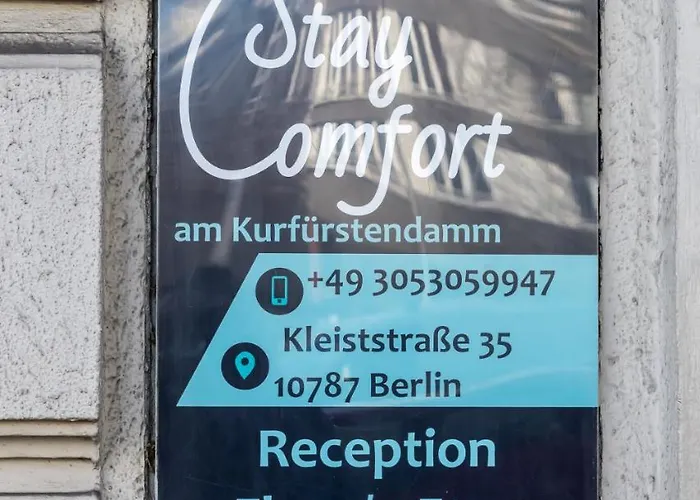 Stay
Comfort
am Kurfürstendamm
+49 3053059947
Kleiststraße 35
10787 Berlin
Reception